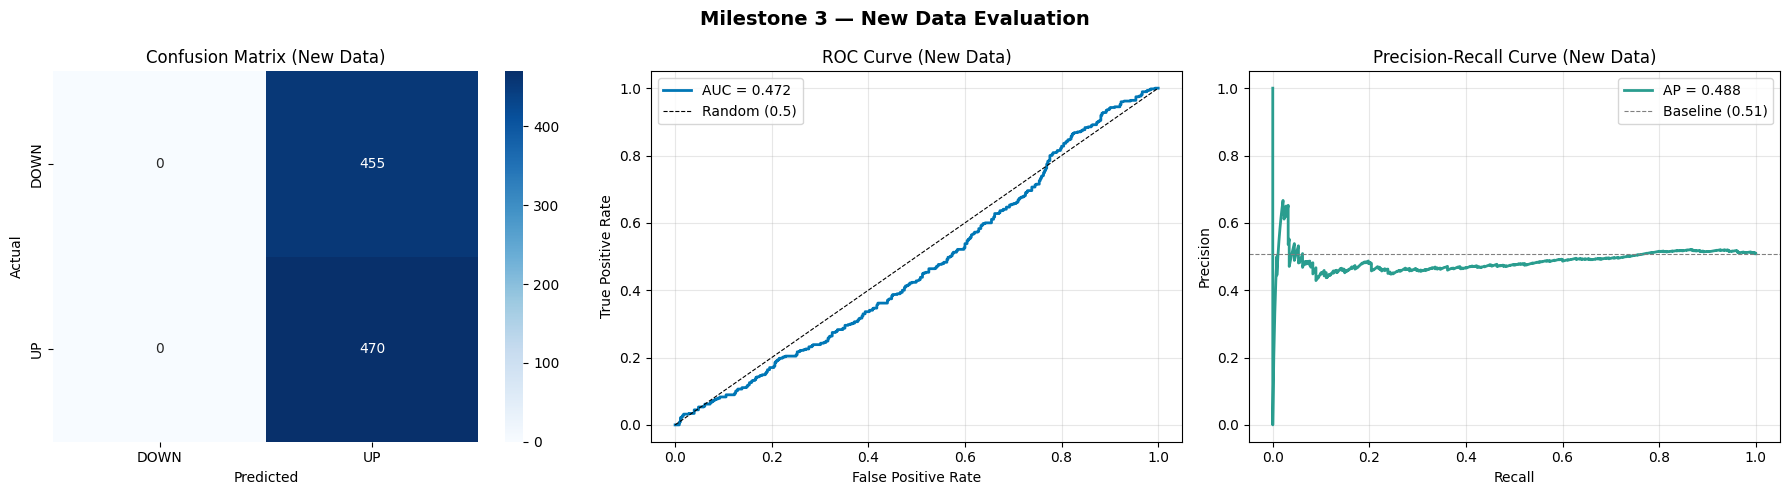 Milestone 3 — New Data Evaluation
Confusion Matrix (New Data)
Actual
DOWN
UP
0
455
0
470
DOWN
UP
Predicted
400
300
200
100
0
ROC Curve (New Data)
AUC = 0.472
Random (0.5)
True Positive Rate
1.0
0.8
0.6
0.4
0.2
0.0
0.0 0.2 0.4 0.6 0.8 1.0
False Positive Rate
Precision-Recall Curve (New Data)
AP = 0.488
Baseline (0.51)
Precision
1.0
0.8
0.6
0.4
0.2
0.0
0.0 0.2 0.4 0.6 0.8 1.0
Recall